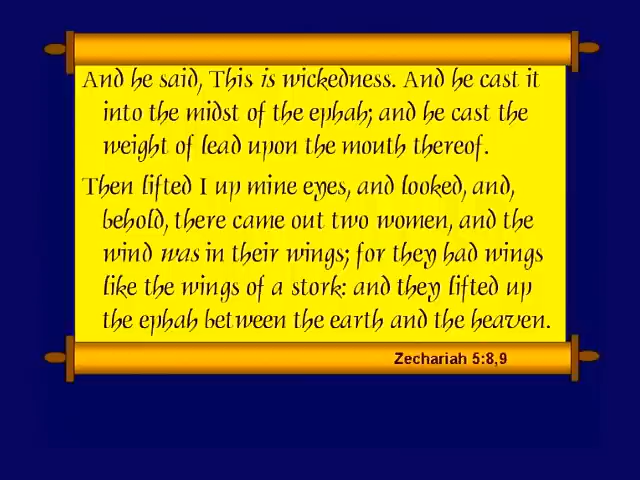 And he said, This is wickedness. And he cast it
into the midst of the ephah; and he cast the
weight of lead upon the mouth thereof.
Then lifted I up mine eyes, and looked, and,
behold, there came out two women, and the
wind was in their wings; for they had wings
like the wings of a stork: and they lifted up
the ephah between the earth and the heaven.
Zechariah 5:8,9